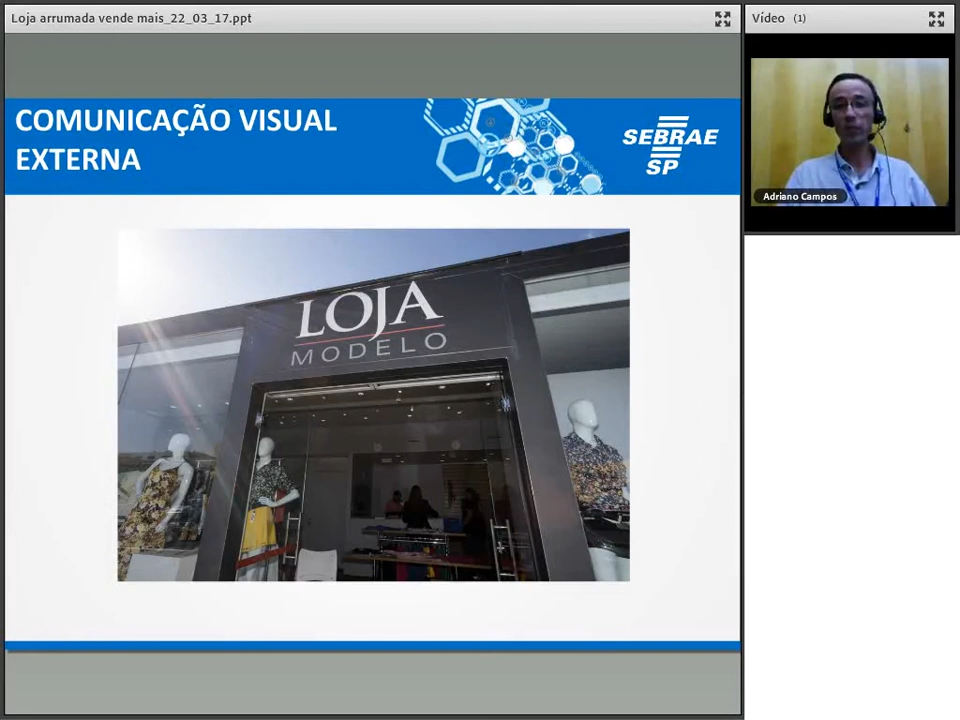 Loja arrumada vende mais_22_03_17.ppt
Vídeo (1)
COMUNICAÇÃO VISUAL
EXTERNA
SEBRAE
SP
Adriano Campos
LOJA
MODELO